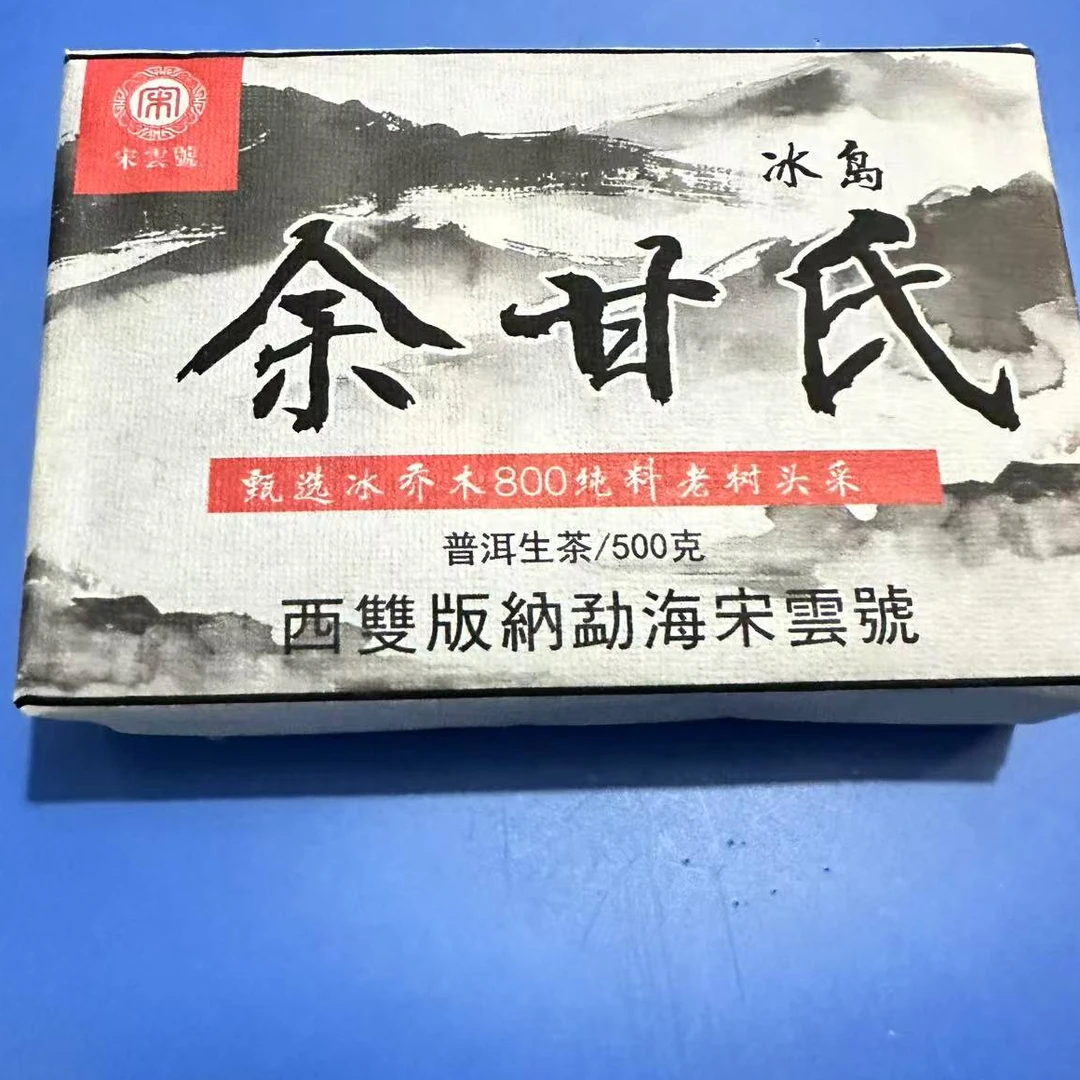 宋雲號
冰島
余甘氏
甄选冰乔木800纯料老树头采
普洱生茶/500克
西雙版納勐海宋雲號